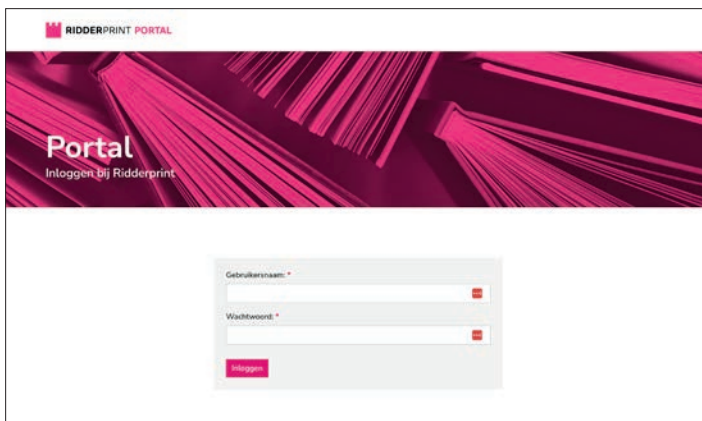 RIDDERPRINT PORTAL
Portal
Inloggen bij Ridderprint
Gebruikersnaam: *
Wachtwoord: *
Inloggen